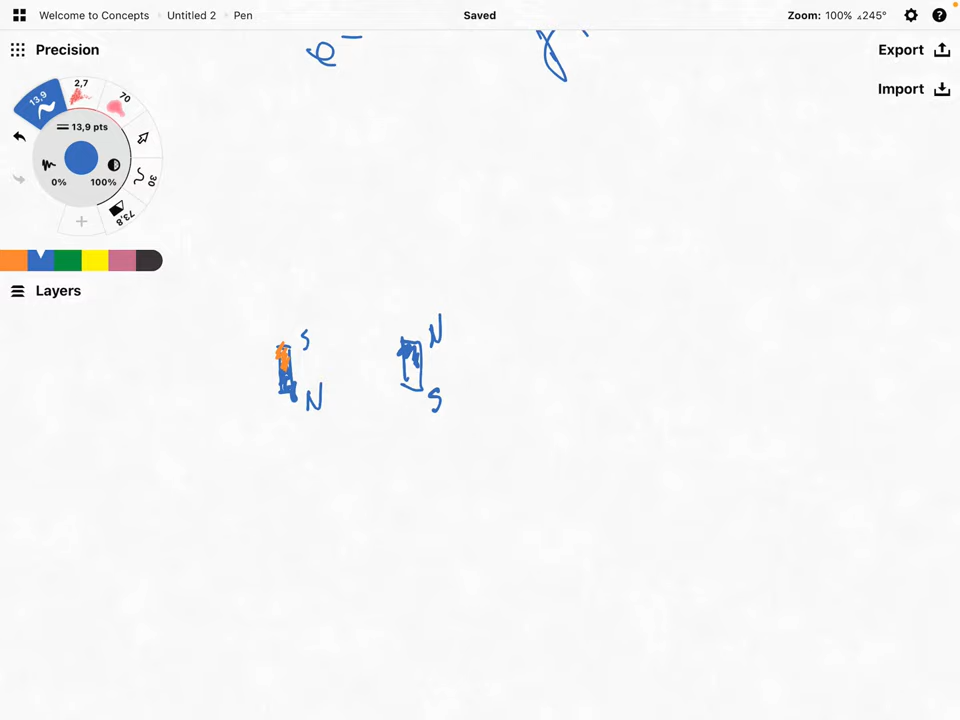 Welcome to Concepts Untitled 2 Pen
Saved
Zoom: 100% ⊿245°
Precision
Export
Import
2,7
70
13,9
13,9 pts
0% 100%
30
73,8
+
Layers
e⁻
S N
N S